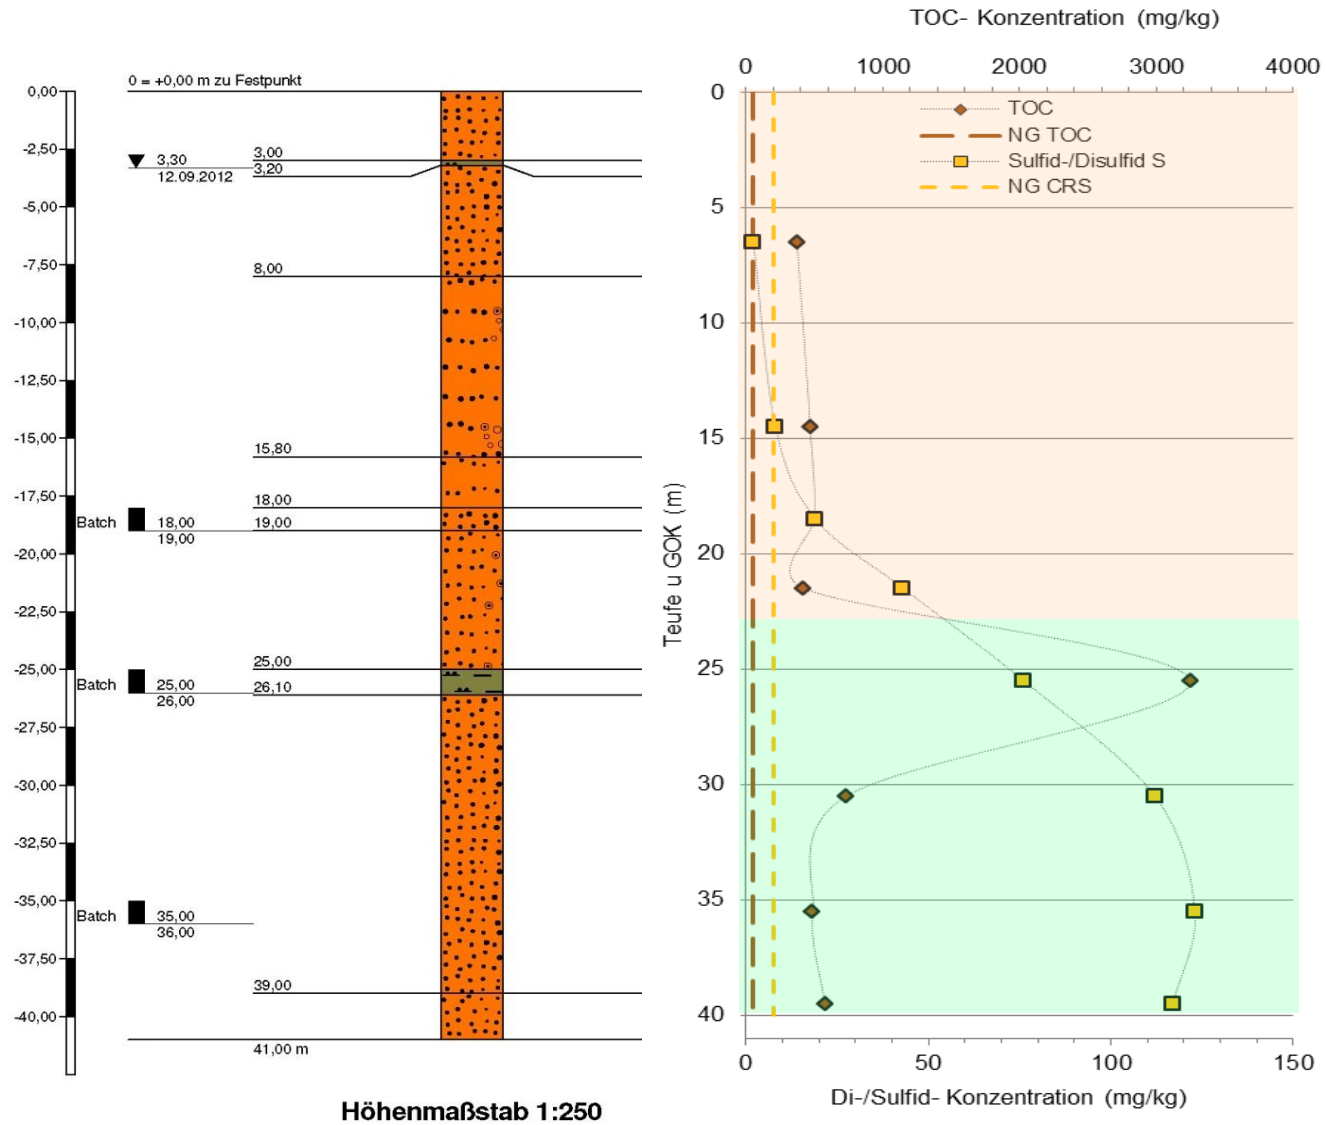 0 = +0,00 m zu Festpunkt
0,00
-2,50
-5,00
-7,50
-10,00
-12,50
-15,00
-17,50
-20,00
-22,50
-25,00
-27,50
-30,00
-32,50
-35,00
-37,50
-40,00
3,30
12.09.2012
Batch
18,00
19,00
Batch
25,00
26,00
Batch
35,00
36,00
3,00
3,20
8,00
15,80
18,00
19,00
25,00
26,10
39,00
41,00 m
Höhenmaßstab 1:250
TOC- Konzentration (mg/kg)
0 1000 2000 3000 4000
TOC
NG TOC
Sulfid-/Disulfid S
NG CRS
Teufe u GOK (m)
0
5
10
15
20
25
30
35
40
0 50 100 150
Di-/Sulfid- Konzentration (mg/kg)